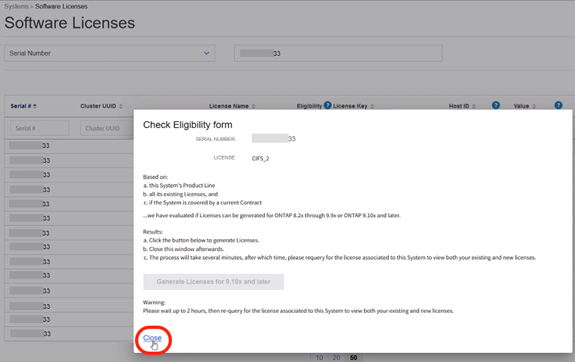 Systems > Software Licenses
Software Licenses
Serial Number 33
Serial # Cluster UUID License Name Eligibility ? License Key Host ID ? Value ?
Serial # Cluster UUID
33
33
33
33
33
33
33
33
33
33
33
33
33
Check Eligibility form
SERIAL NUMBER: 33
LICENSE: CIFS_2
Based on:
a. this System's Product Line
b. all its existing Licenses, and
c. if the System is covered by a current Contract
...we have evaluated if Licenses can be generated for ONTAP 8.2x through 9.9x or ONTAP 9.10x and later.
Results:
a. Click the button below to generate Licenses.
b. Close this window afterwards.
c. The process will take several minutes, after which time, please requery for the license associated to this System to view both your existing and new licenses.
Generate Licenses for 9.10x and later
Warning:
Please wait up to 2 hours, then re-query for the license associated to this System to view both your existing and new licenses.
Close
10 20 50